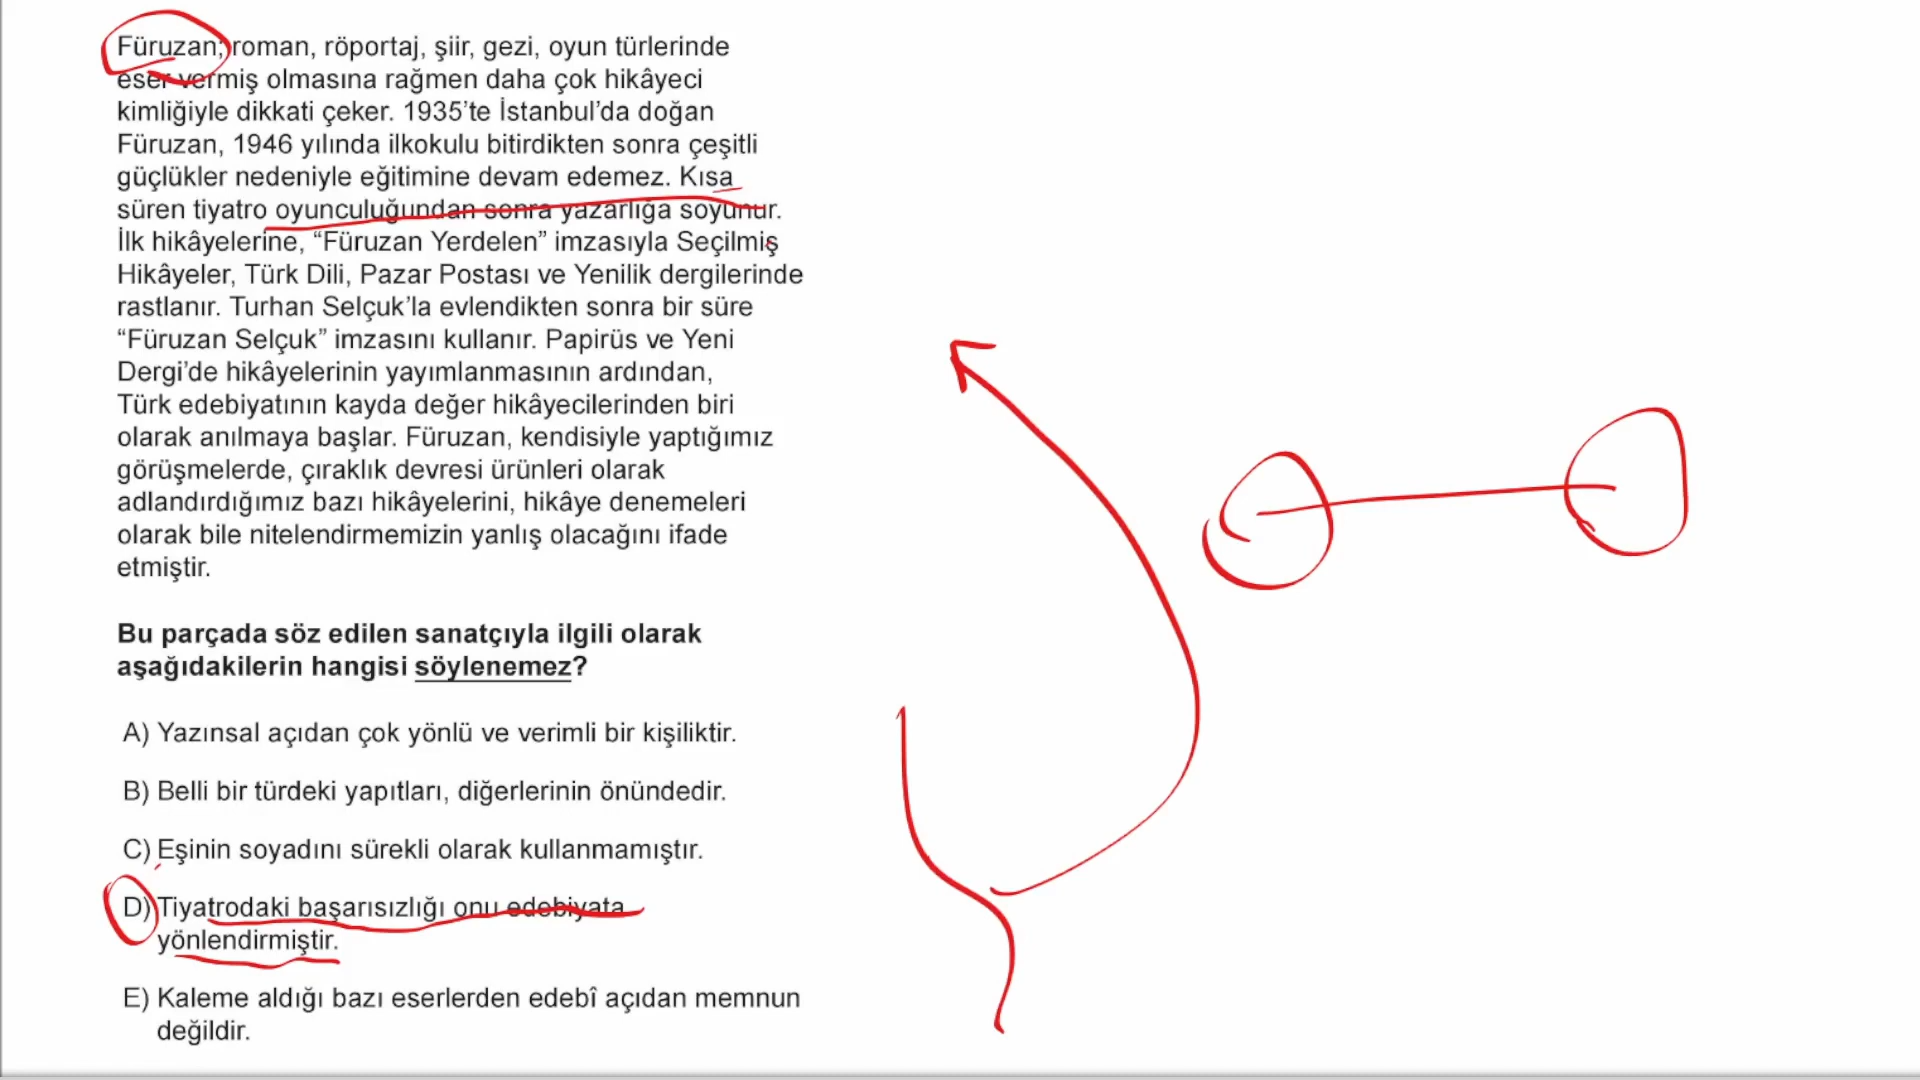 Füruzan; roman, röportaj, şiir, gezi, oyun türlerinde
eser vermiş olmasına rağmen daha çok hikâyeci
kimliğiyle dikkati çeker. 1935’te İstanbul’da doğan
Füruzan, 1946 yılında ilkokulu bitirdikten sonra çeşitli
güçlükler nedeniyle eğitimine devam edemez. Kısa
süren tiyatro oyunculuğundan sonra yazarlığa soyunur.
İlk hikâyelerine, “Füruzan Yerdelen” imzasıyla Seçilmiş
Hikâyeler, Türk Dili, Pazar Postası ve Yenilik dergilerinde
rastlanır. Turhan Selçuk’la evlendikten sonra bir süre
“Füruzan Selçuk” imzasını kullanır. Papirüs ve Yeni
Dergi’de hikâyelerinin yayımlanmasının ardından,
Türk edebiyatının kayda değer hikâyecilerinden biri
olarak anılmaya başlar. Füruzan, kendisiyle yaptığımız
görüşmelerde, çıraklık devresi ürünleri olarak
adlandırdığımız bazı hikâyelerini, hikâye denemeleri
olarak bile nitelendirmemizin yanlış olacağını ifade
etmiştir.
Bu parçada söz edilen sanatçıyla ilgili olarak
aşağıdakilerin hangisi söylenemez?
A) Yazınsal açıdan çok yönlü ve verimli bir kişiliktir.
B) Belli bir türdeki yapıtları, diğerlerinin önündedir.
C) Eşinin soyadını sürekli olarak kullanmamıştır.
D) Tiyatrodaki başarısızlığı onu edebiyata
yönlendirmiştir.
E) Kaleme aldığı bazı eserlerden edebî açıdan memnun
değildir.